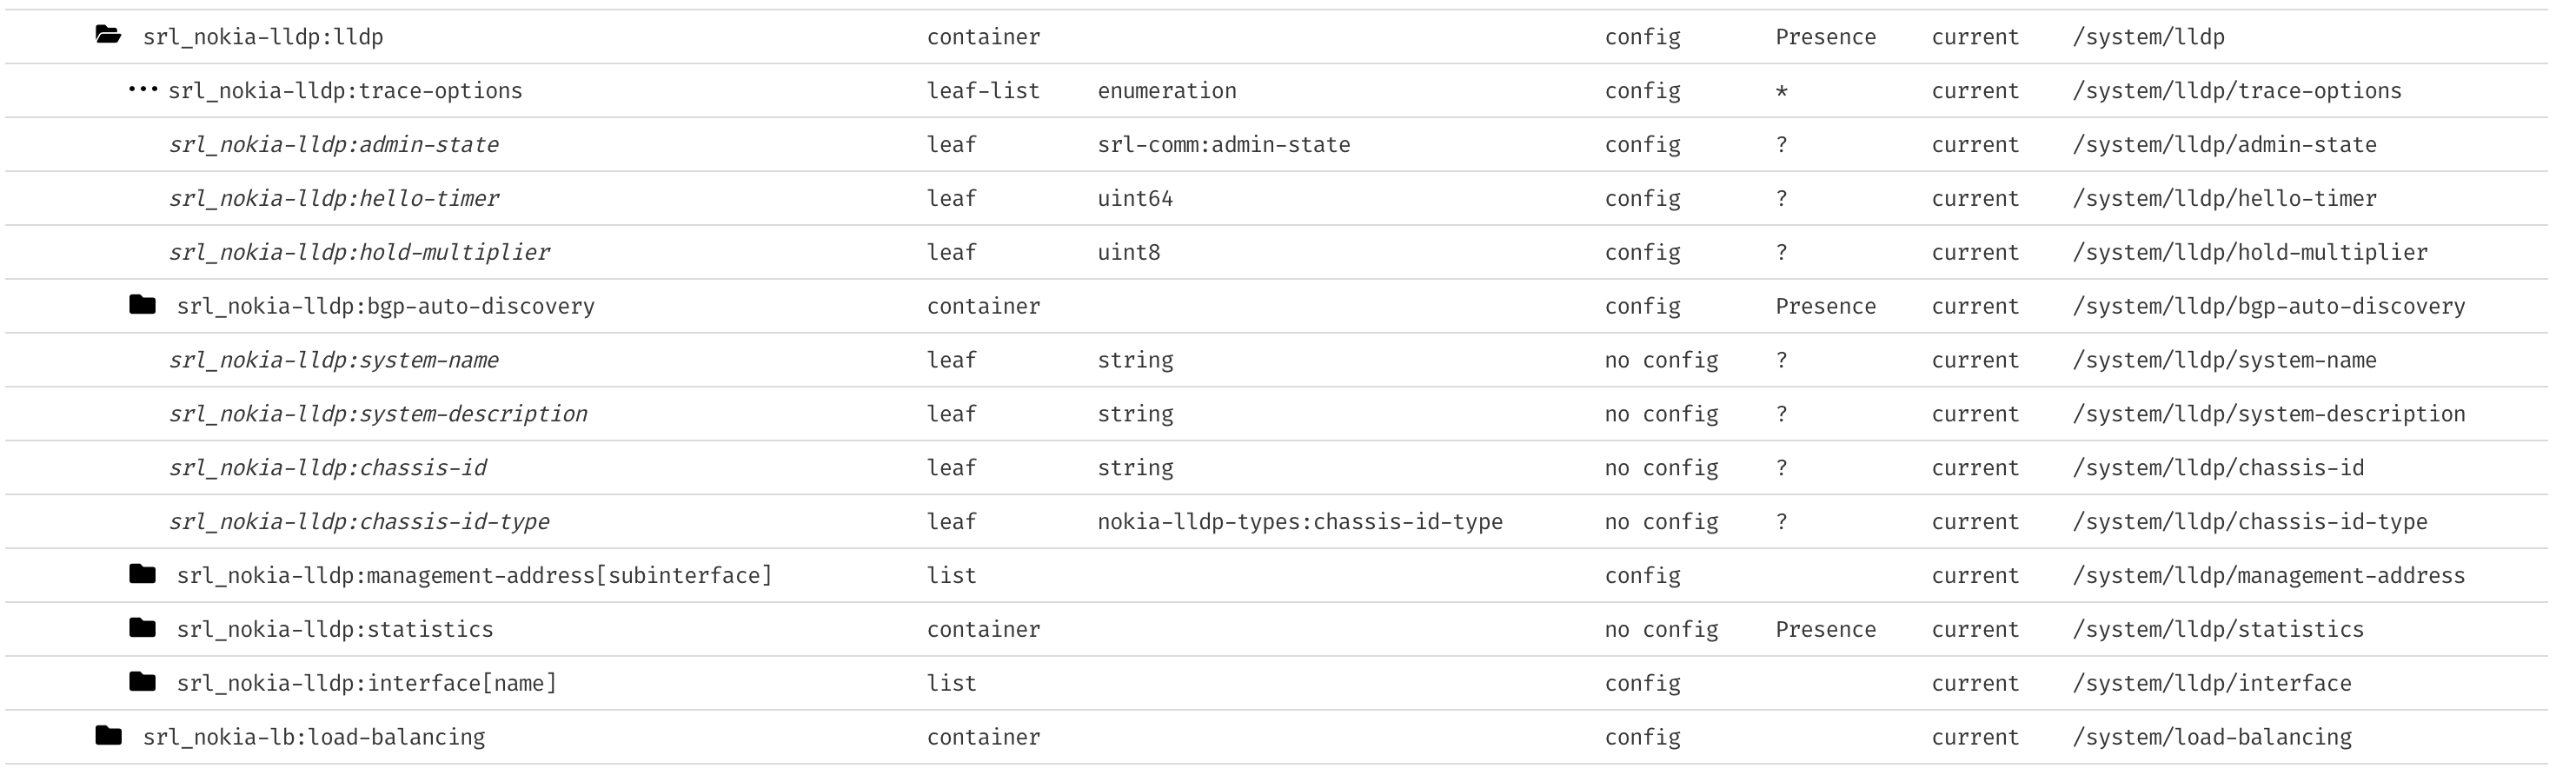 srl_nokia-lldp:lldp container config Presence current /system/lldp
srl_nokia-lldp:trace-options leaf-list enumeration config * current /system/lldp/trace-options
srl_nokia-lldp:admin-state leaf srl-comm:admin-state config ? current /system/lldp/admin-state
srl_nokia-lldp:hello-timer leaf uint64 config ? current /system/lldp/hello-timer
srl_nokia-lldp:hold-multiplier leaf uint8 config ? current /system/lldp/hold-multiplier
srl_nokia-lldp:bgp-auto-discovery container config Presence current /system/lldp/bgp-auto-discovery
srl_nokia-lldp:system-name leaf string no config ? current /system/lldp/system-name
srl_nokia-lldp:system-description leaf string no config ? current /system/lldp/system-description
srl_nokia-lldp:chassis-id leaf string no config ? current /system/lldp/chassis-id
srl_nokia-lldp:chassis-id-type leaf nokia-lldp-types:chassis-id-type no config ? current /system/lldp/chassis-id-type
srl_nokia-lldp:management-address[subinterface] list config current /system/lldp/management-address
srl_nokia-lldp:statistics container no config Presence current /system/lldp/statistics
srl_nokia-lldp:interface[name] list config current /system/lldp/interface
srl_nokia-lb:load-balancing container config current /system/load-balancing